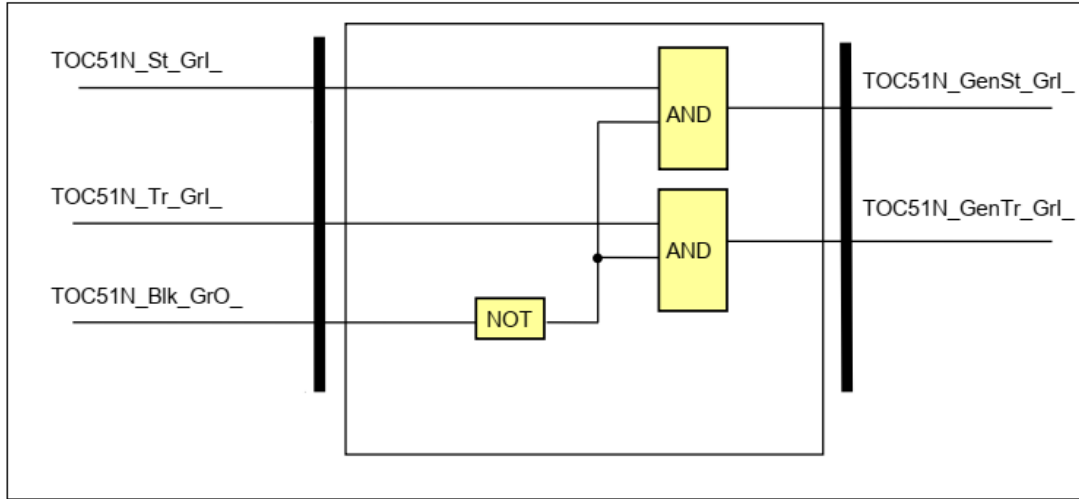 TOC51N_St_GrI_
TOC51N_GenSt_GrI_
AND
TOC51N_Tr_GrI_
TOC51N_GenTr_GrI_
AND
TOC51N_Blk_GrO_
NOT